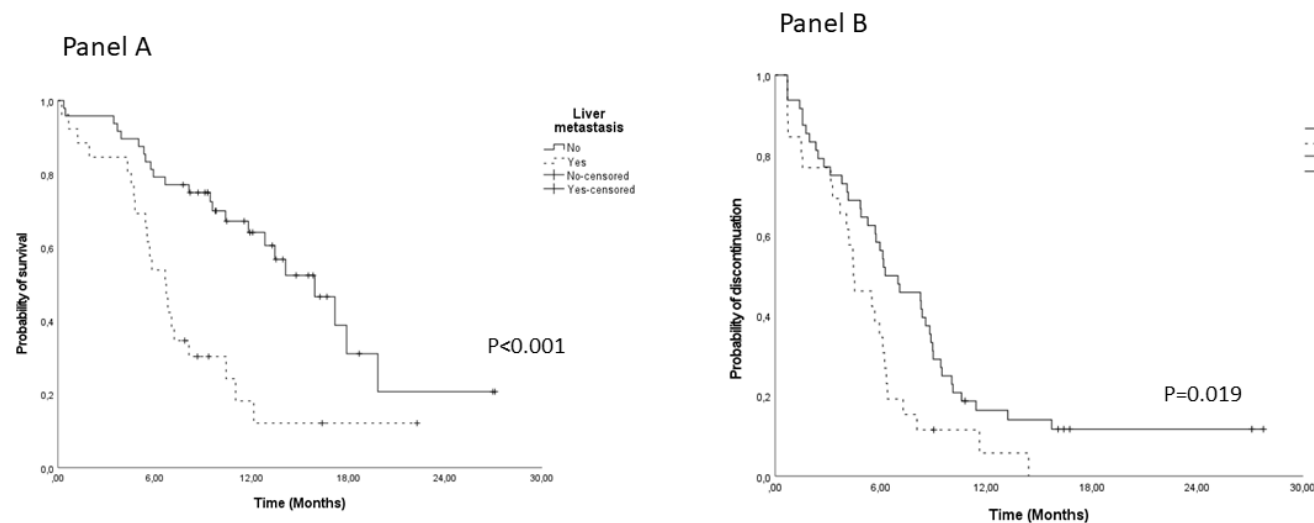 Panel A
1,0
0,8
0,6
0,4
0,2
0,0
Probability of survival
,00
6,00
12,00
18,00
24,00
30,00
Time (Months)
Liver
metastasis
No
Yes
No-censored
Yes-censored
P<0.001
Panel B
1,0
0,8
0,6
0,4
0,2
0,0
Probability of discontinuation
,00
6,00
12,00
18,00
24,00
30,00
Time (Months)
P=0.019